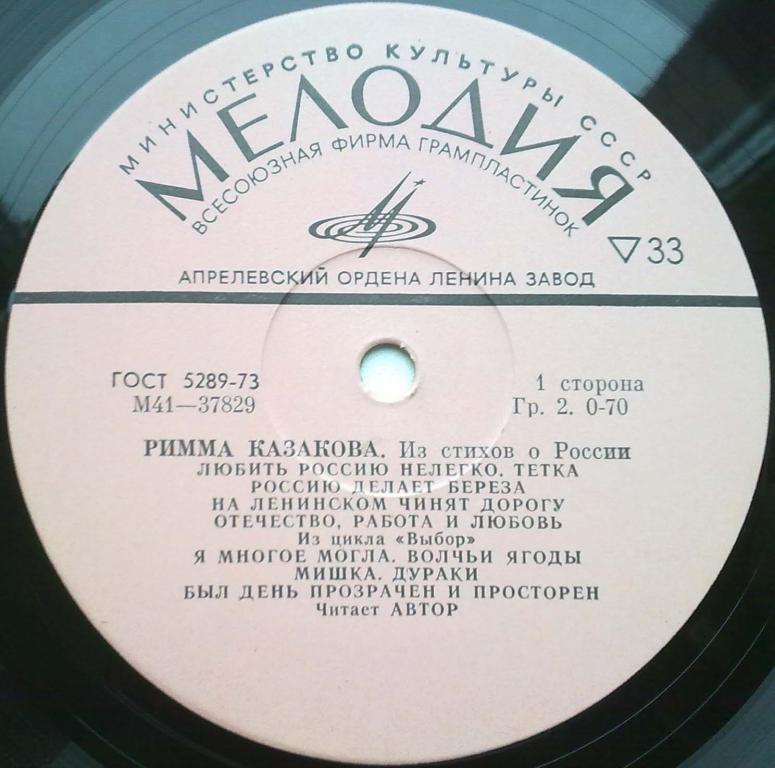 МИНИСТЕРСТВО КУЛЬТУРЫ СССР
МЕЛОДИЯ
ВСЕСОЮЗНАЯ ФИРМА ГРАМПЛАСТИНОК
▽33
АПРЕЛЕВСКИЙ ОРДЕНА ЛЕНИНА ЗАВОД
ГОСТ 5289-73
М41—37829
1 сторона
Гр. 2. 0-70
РИММА КАЗАКОВА. Из стихов о России
ЛЮБИТЬ РОССИЮ НЕЛЕГКО. ТЕТКА
РОССИЮ ДЕЛАЕТ БЕРЕЗА
НА ЛЕНИНСКОМ ЧИНЯТ ДОРОГУ
ОТЕЧЕСТВО, РАБОТА И ЛЮБОВЬ
Из цикла «Выбор»
Я МНОГОЕ МОГЛА. ВОЛЧЬИ ЯГОДЫ
МИШКА. ДУРАКИ
БЫЛ ДЕНЬ ПРОЗРАЧЕН И ПРОСТОРЕН
Читает АВТОР